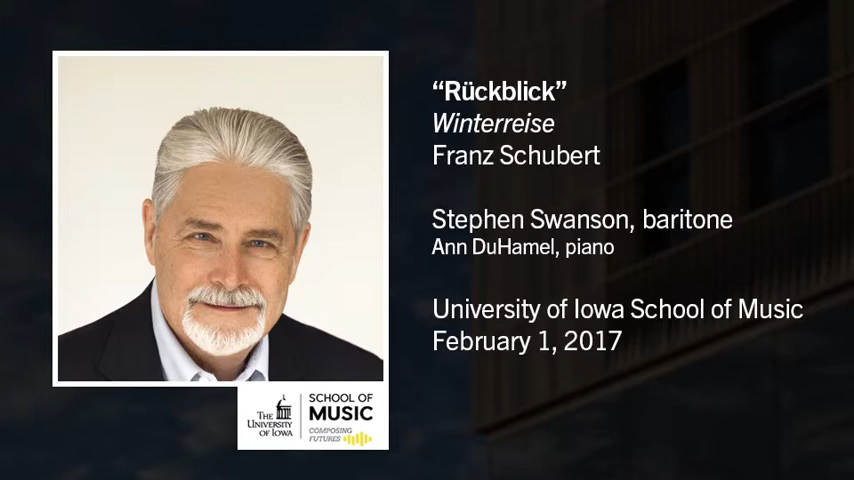 “Rückblick”
Winterreise
Franz Schubert
Stephen Swanson, baritone
Ann DuHamel, piano
University of Iowa School of Music
February 1, 2017
THE UNIVERSITY OF IOWA
SCHOOL OF
MUSIC
COMPOSING
FUTURES